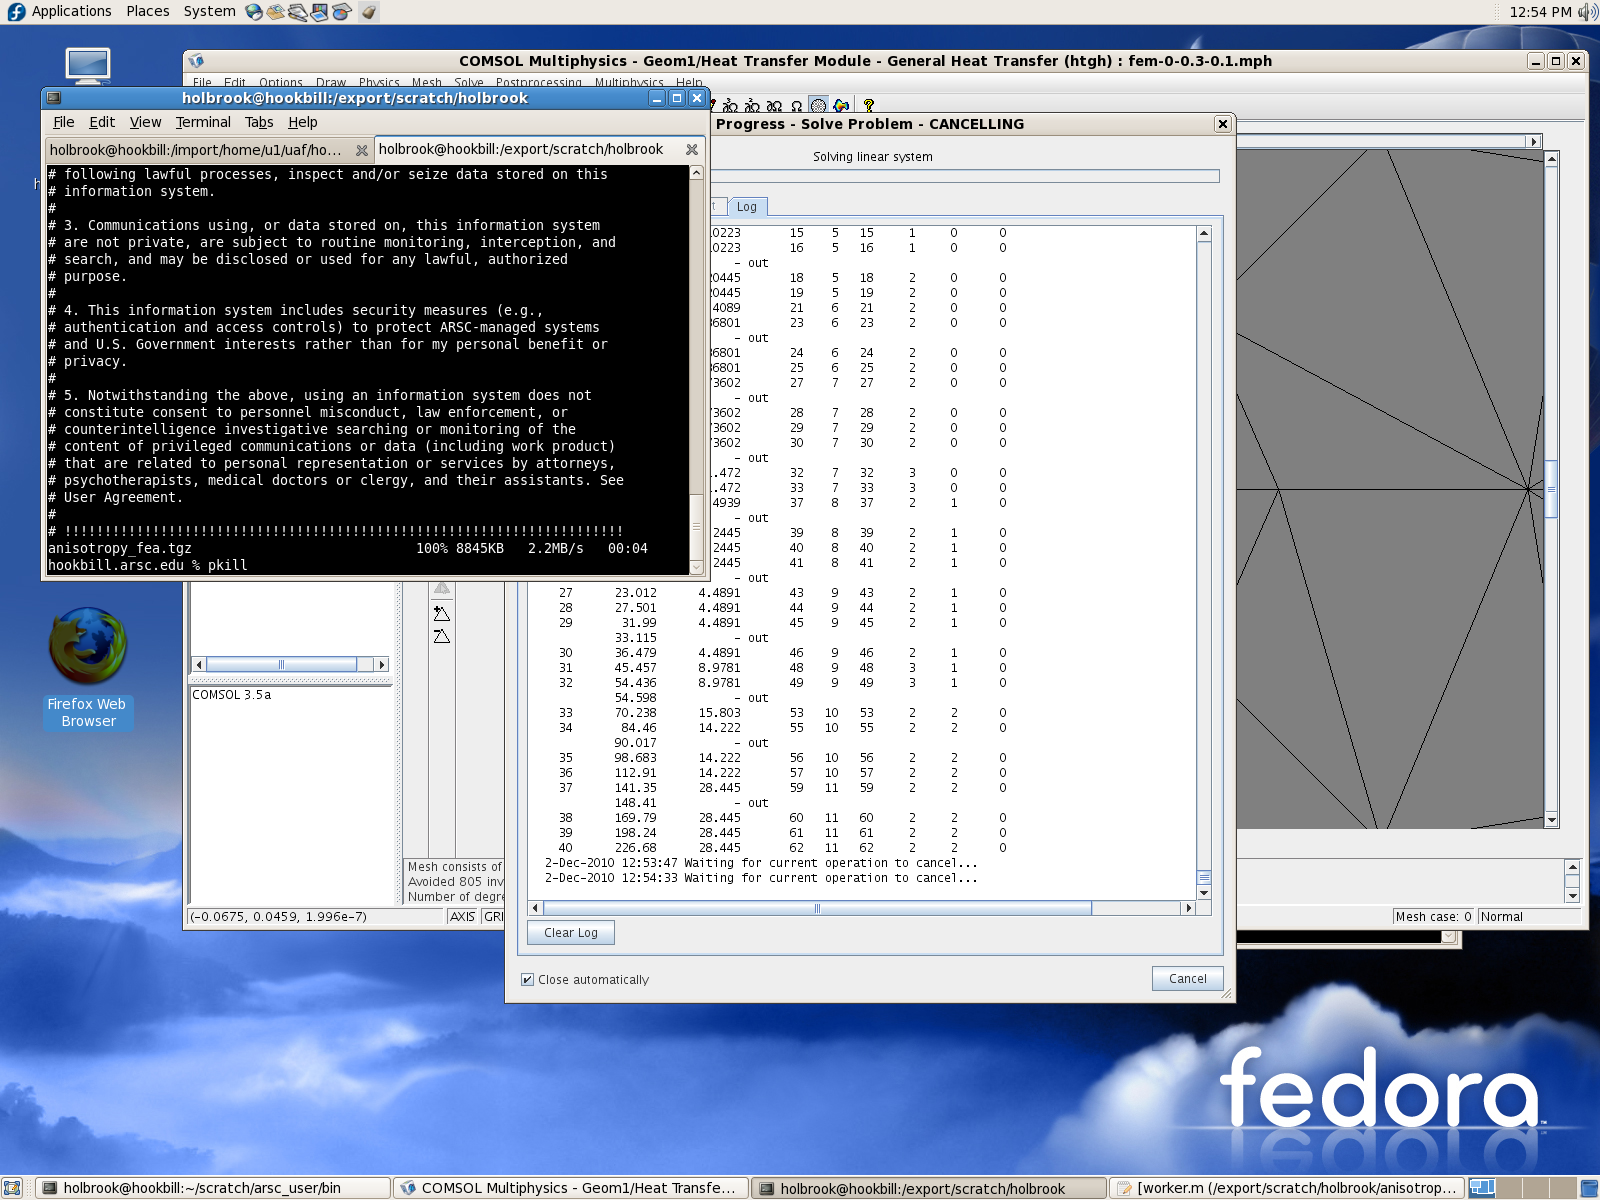 Applications Places System 12:54 PM
COMSOL Multiphysics - Geom1/Heat Transfer Module - General Heat Transfer (htgh) : fem-0-0.3-0.1.mph
File Edit Options Draw Physics Mesh Solve Postprocessing Multiphysics Help
holbrook@hookbill:/export/scratch/holbrook
File Edit View Terminal Tabs Help
holbrook@hookbill:/import/home/u1/uaf/ho...
holbrook@hookbill:/export/scratch/holbrook
# following lawful processes, inspect and/or seize data stored on this
# information system.
#
# 3. Communications using, or data stored on, this information system
# are not private, are subject to routine monitoring, interception, and
# search, and may be disclosed or used for any lawful, authorized
# purpose.
#
# 4. This information system includes security measures (e.g.,
# authentication and access controls) to protect ARSC-managed systems
# and U.S. Government interests rather than for my personal benefit or
# privacy.
#
# 5. Notwithstanding the above, using an information system does not
# constitute consent to personnel misconduct, law enforcement, or
# counterintelligence investigative searching or monitoring of the
# content of privileged communications or data (including work product)
# that are related to personal representation or services by attorneys,
# psychotherapists, medical doctors or clergy, and their assistants. See
# User Agreement.
#
# !!!!!!!!!!!!!!!!!!!!!!!!!!!!!!!!!!!!!!!!!!!!!!!!!!!!!!!!!!!!!!!!!!!!!!
anisotropy_fea.tgz 100% 8845KB 2.2MB/s 00:04
hookbill.arsc.edu % pkill
Progress - Solve Problem - CANCELLING
Solving linear system
Log
10223 15 5 15 1 0 0
10223 16 5 16 1 0 0
- out
20445 18 5 18 2 0 0
20445 19 5 19 2 0 0
4089 21 6 21 2 0 0
36801 23 6 23 2 0 0
- out
36801 24 6 24 2 0 0
36801 25 6 25 2 0 0
73602 27 7 27 2 0 0
- out
73602 28 7 28 2 0 0
73602 29 7 29 2 0 0
73602 30 7 30 2 0 0
- out
.472 32 7 32 3 0 0
.472 33 7 33 3 0 0
4939 37 8 37 2 1 0
- out
2445 39 8 39 2 1 0
2445 40 8 40 2 1 0
2445 41 8 41 2 1 0
- out
27 23.012 4.4891 43 9 43 2 1 0
28 27.501 4.4891 44 9 44 2 1 0
29 31.99 4.4891 45 9 45 2 1 0
33.115 - out
30 36.479 4.4891 46 9 46 2 1 0
31 45.457 8.9781 48 9 48 3 1 0
32 54.436 8.9781 49 9 49 3 1 0
54.598 - out
33 70.238 15.803 53 10 53 2 2 0
34 84.46 14.222 55 10 55 2 2 0
90.017 - out
35 98.683 14.222 56 10 56 2 2 0
36 112.91 14.222 57 10 57 2 2 0
37 141.35 28.445 59 11 59 2 2 0
148.41 - out
38 169.79 28.445 60 11 60 2 2 0
39 198.24 28.445 61 11 61 2 2 0
40 226.68 28.445 62 11 62 2 2 0
2-Dec-2010 12:53:47 Waiting for current operation to cancel...
2-Dec-2010 12:54:33 Waiting for current operation to cancel...
Clear Log
Close automatically
Cancel
Firefox Web
Browser
COMSOL 3.5a
Mesh consists of
Avoided 805 inv
Number of degre
(-0.0675, 0.0459, 1.996e-7) AXIS GRI
Mesh case: 0 Normal
fedora
holbrook@hookbill:~/scratch/arsc_user/bin
COMSOL Multiphysics - Geom1/Heat Transfe...
holbrook@hookbill:/export/scratch/holbrook
[worker.m (/export/scratch/holbrook/anisotrop...